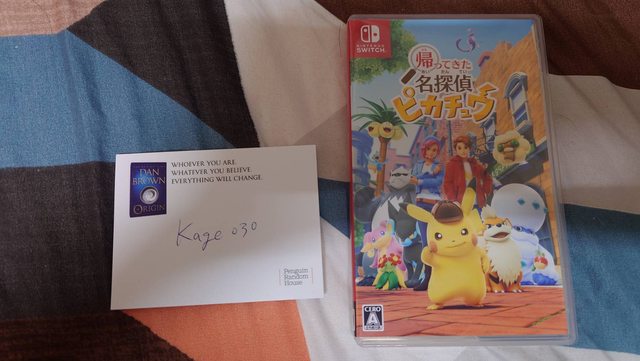 DAN
BROWN
ORIGIN
WHOEVER YOU ARE.
WHATEVER YOU BELIEVE.
EVERYTHING WILL CHANGE.
Kage 030
Penguin
Random
House
NINTENDO
SWITCH
帰ってきた
名探偵
ピカチュウ
CERO
A